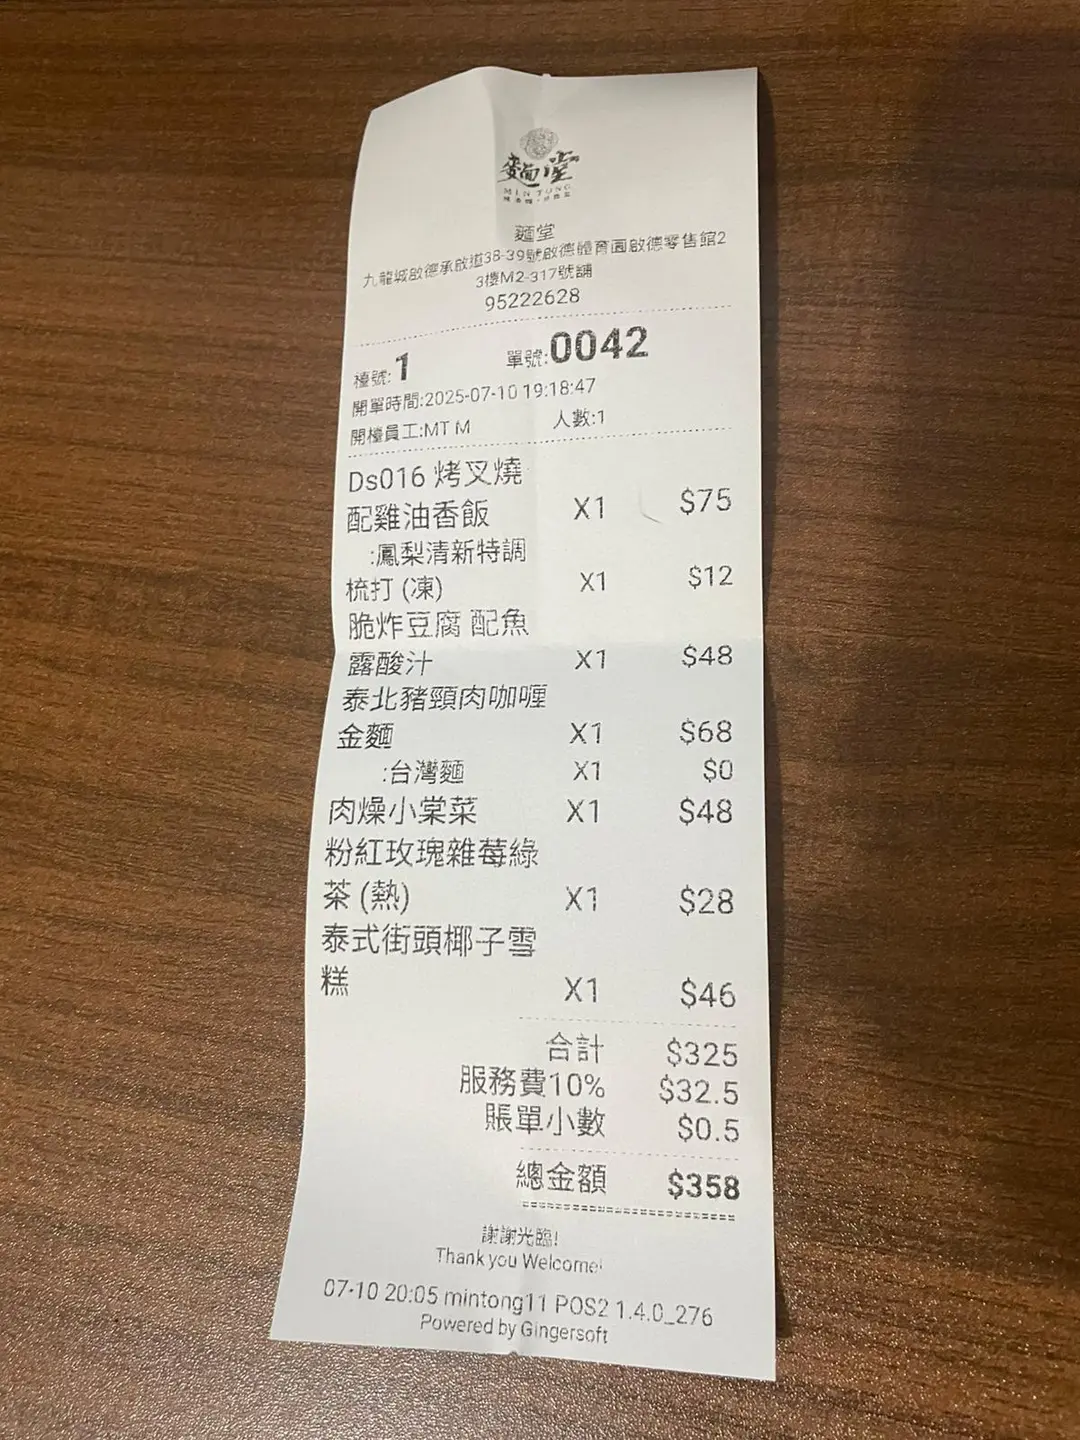 麵堂
MIN TONG
麵堂
九龍城啟德承啟道38-39號啟德體育園啟德零售館2
3樓M2-317號舖
95222628
檯號:1 單號:0042
開單時間:2025-07-10 19:18:47
開檯員工:MT M 人數:1
Ds016 烤叉燒
配雞油香飯 X1 $75
:鳳梨清新特調
梳打 (凍) X1 $12
脆炸豆腐 配魚
露酸汁 X1 $48
泰北豬頸肉咖喱
金麵 X1 $68
:台灣麵 X1 $0
肉燥小棠菜 X1 $48
粉紅玫瑰雜莓綠
茶 (熱) X1 $28
泰式街頭椰子雪
糕 X1 $46
合計 $325
服務費10% $32.5
賬單小數 $0.5
總金額 $358
謝謝光臨!
Thank you Welcome!
07-10 20:05 mintong11 POS2 1.4.0_276
Powered by Gingersoft